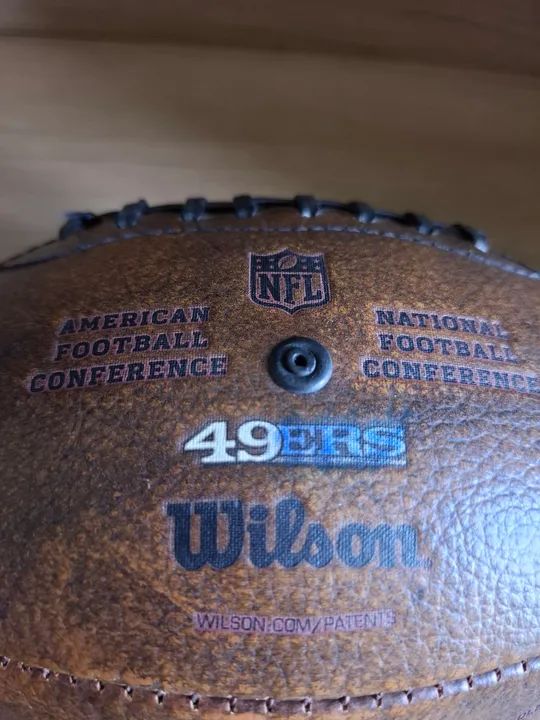 NFL
AMERICAN
FOOTBALL
CONFERENCE
NATIONAL
FOOTBALL
CONFERENCE
49ERS
Wilson
WILSON.COM/PATENTS